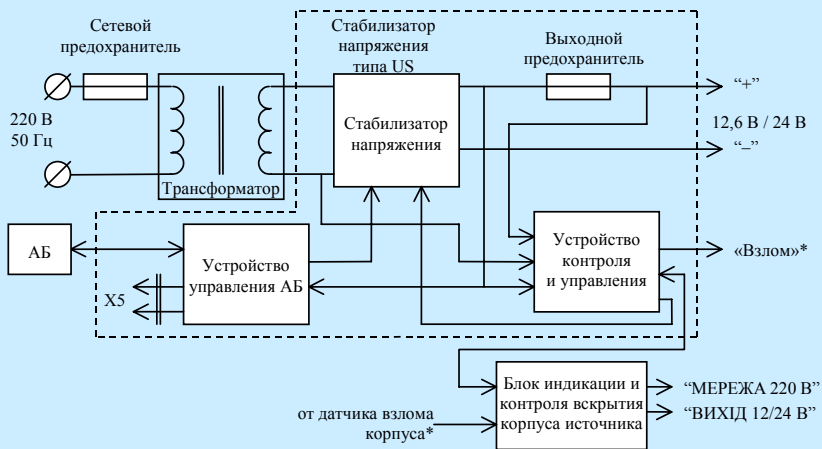 Сетевой
предохранитель
Стабилизатор
напряжения
типа US
Выходной
предохранитель
220 В
50 Гц
Трансформатор
Стабилизатор
напряжения
“+”
12,6 В / 24 В
“–”
АБ
Х5
Устройство
управления АБ
Устройство
контроля
и управления
«Взлом»*
от датчика взлома
корпуса*
Блок индикации и
контроля вскрытия
корпуса источника
“МЕРЕЖА 220 В”
“ВИХІД 12/24 В”